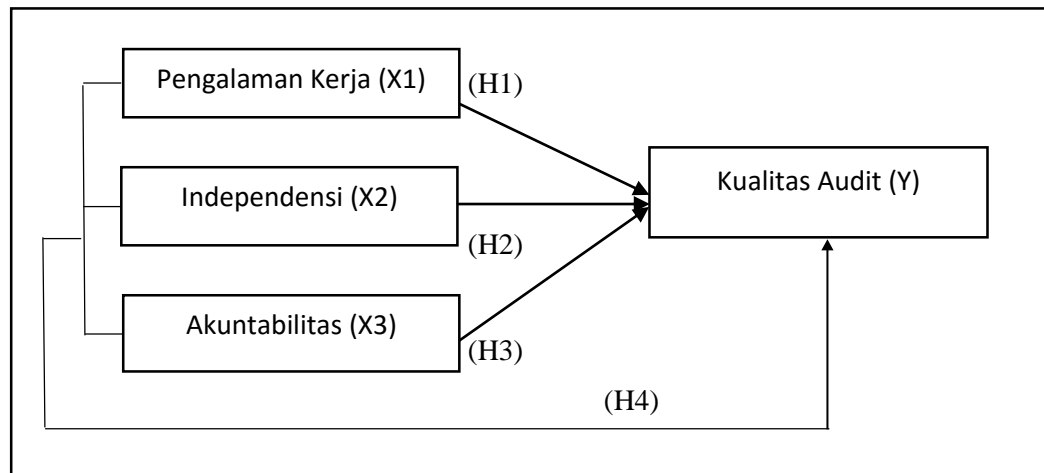 Pengalaman Kerja (X1)
(H1)
Independensi (X2)
(H2)
Kualitas Audit (Y)
Akuntabilitas (X3)
(H3)
(H4)